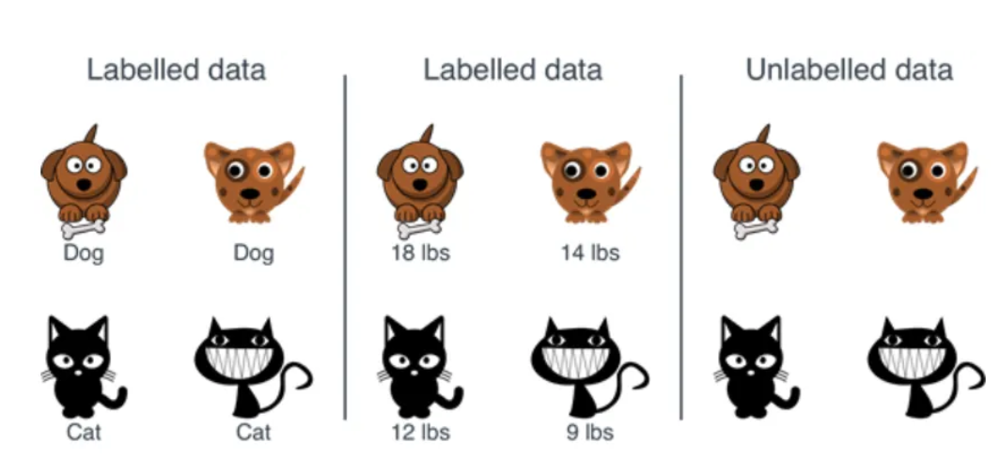 Labelled data
Labelled data
Unlabelled data
Dog
Dog
18 lbs
14 lbs
Cat
Cat
12 lbs
9 lbs